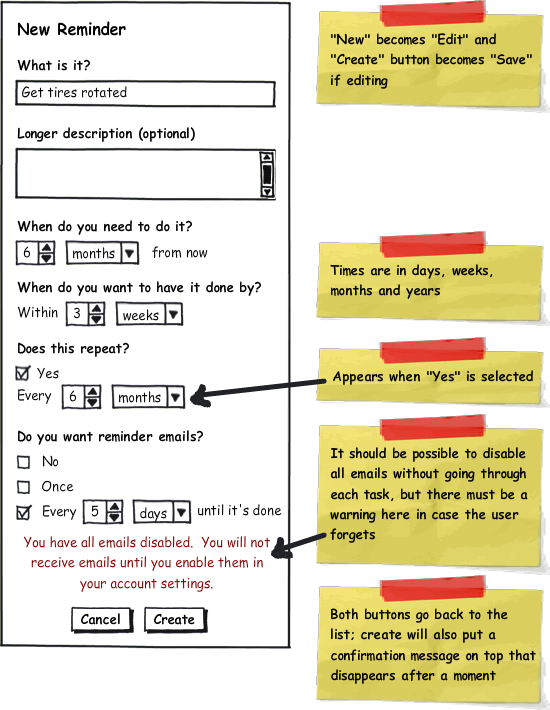 New Reminder
What is it?
Get tires rotated
Longer description (optional)
When do you need to do it?
6 months from now
When do you want to have it done by?
Within 3 weeks
Does this repeat?
Yes
Every 6 months
Do you want reminder emails?
No
Once
Every 5 days until it's done
You have all emails disabled. You will not
receive emails until you enable them in
your account settings.
Cancel Create
"New" becomes "Edit" and
"Create" button becomes "Save"
if editing
Times are in days, weeks,
months and years
Appears when "Yes" is selected
It should be possible to disable
all emails without going through
each task, but there must be a
warning here in case the user
forgets
Both buttons go back to the
list; create will also put a
confirmation message on top that
disappears after a moment